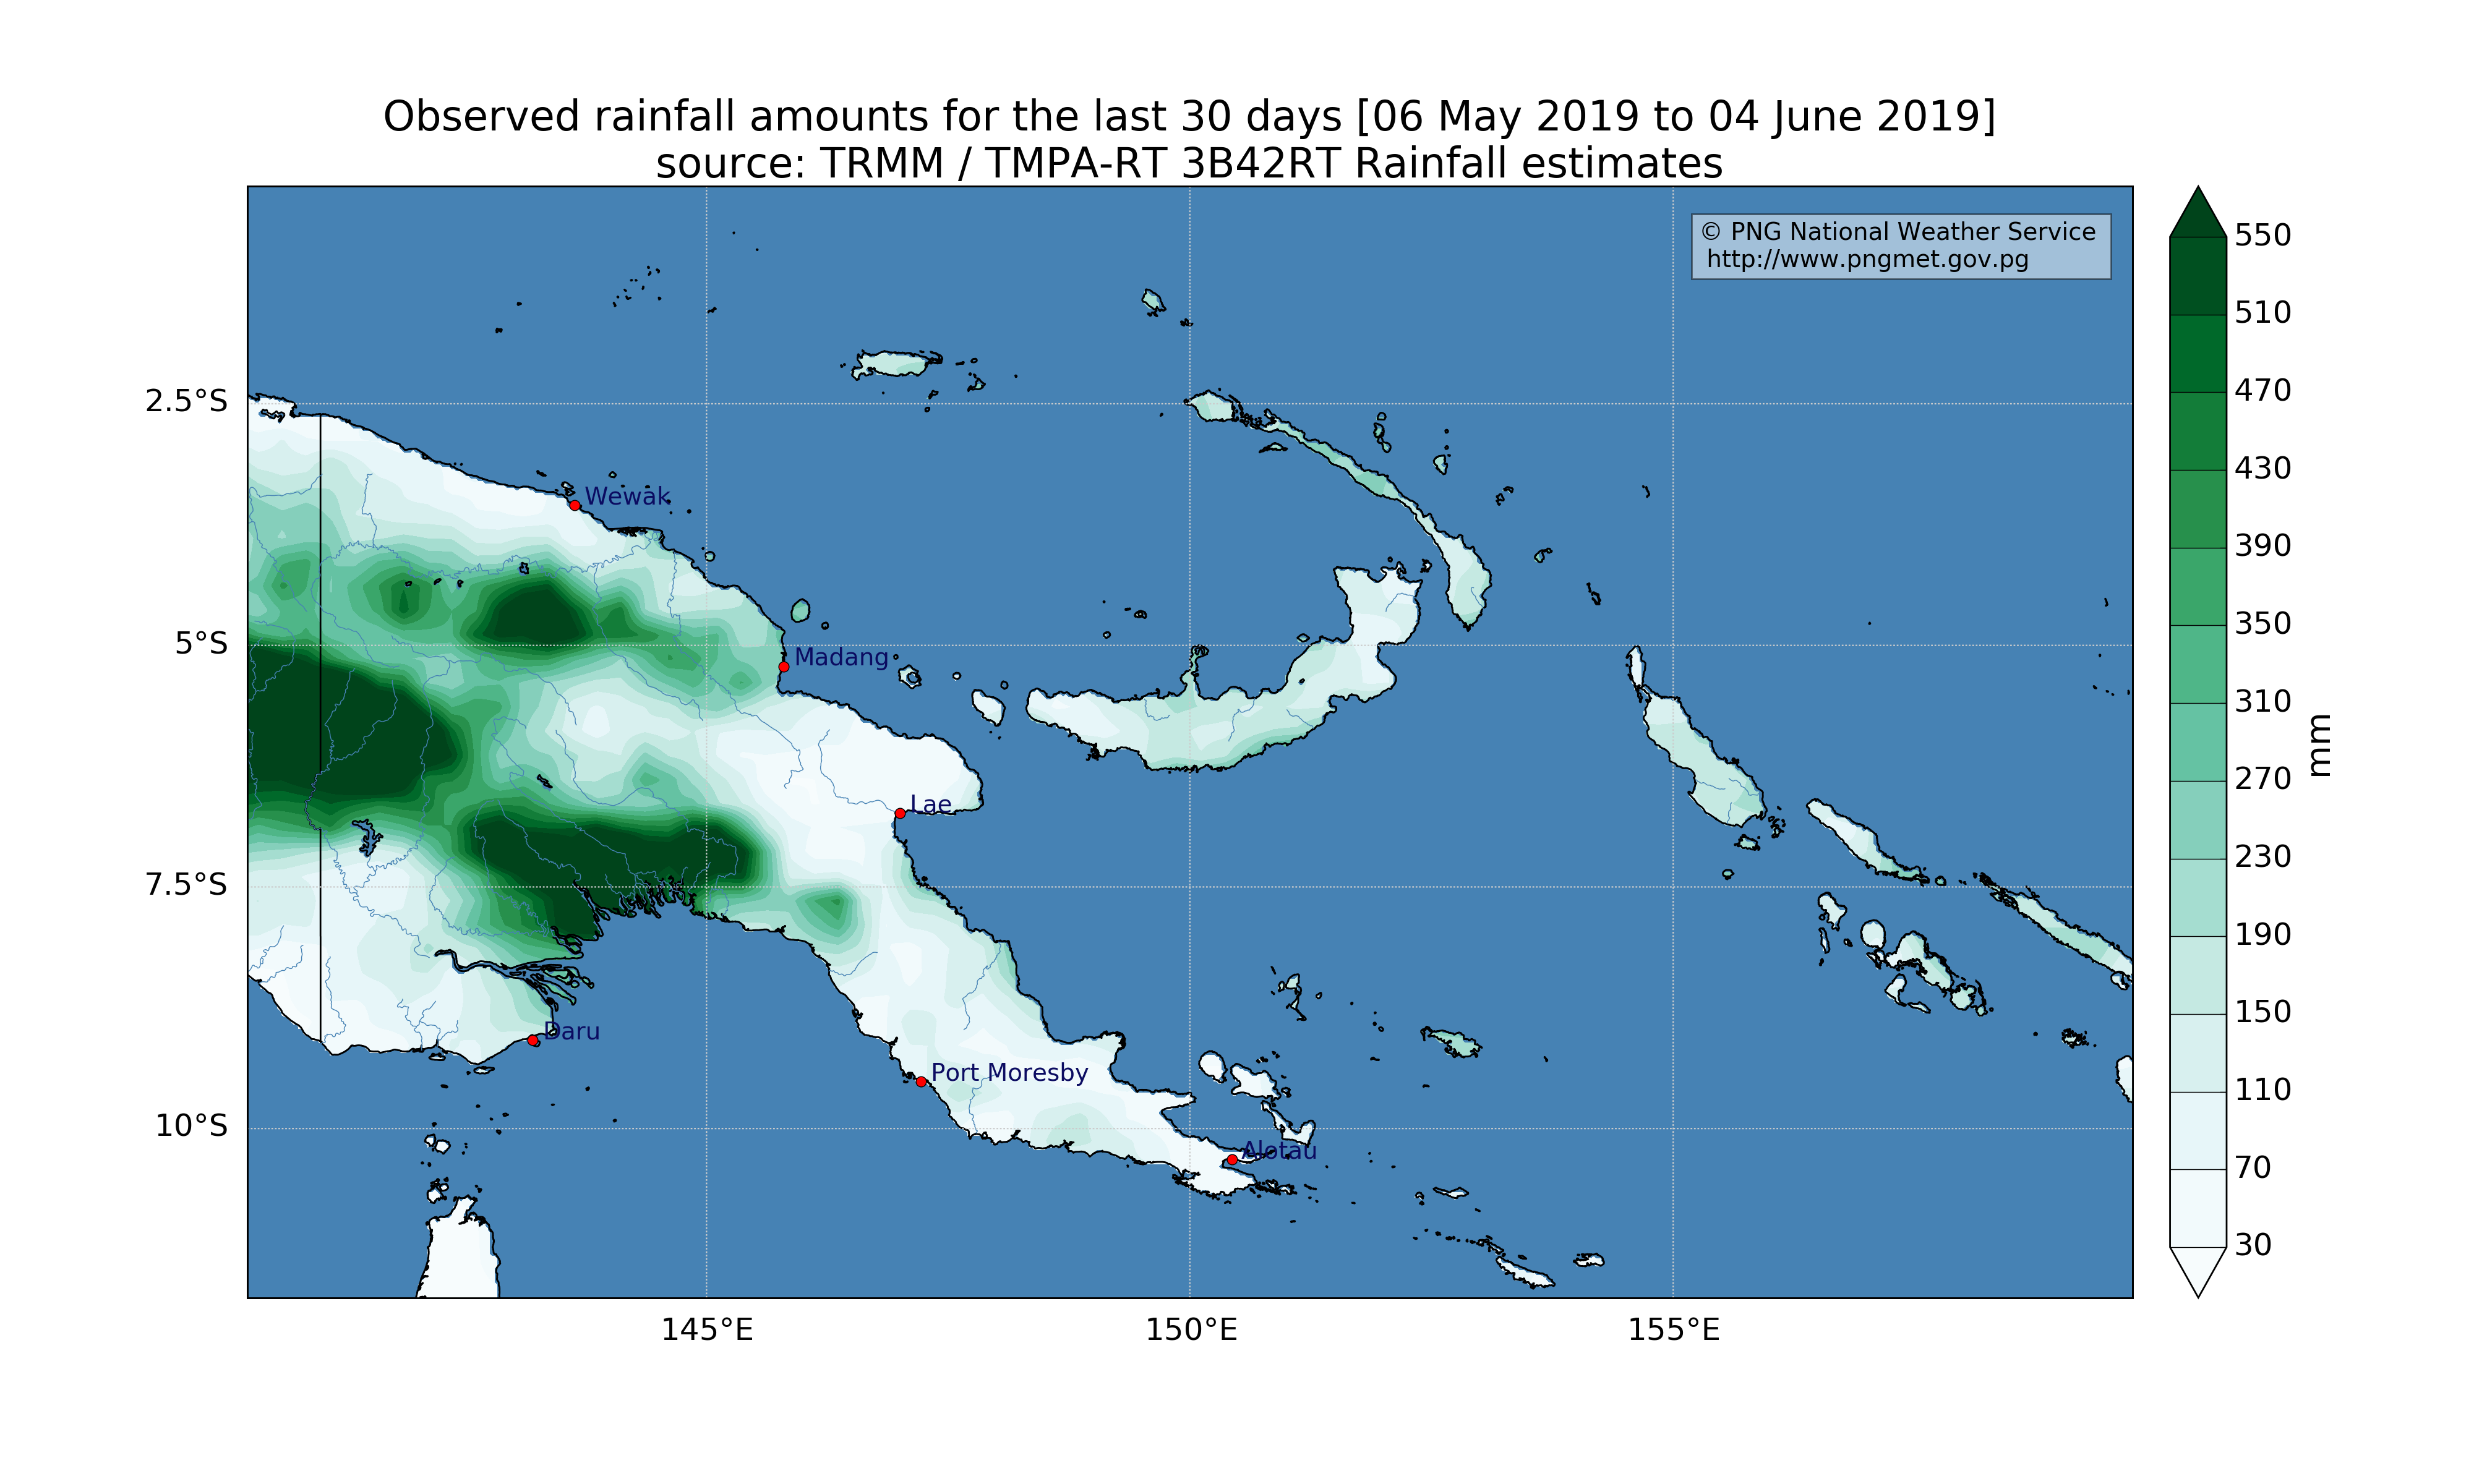 Observed rainfall amounts for the last 30 days [06 May 2019 to 04 June 2019]
source: TRMM / TMPA-RT 3B42RT Rainfall estimates
© PNG National Weather Service
http://www.pngmet.gov.pg
550
510
470
430
390
350
310
270
230
190
150
110
70
30
mm
2.5°S
5°S
7.5°S
10°S
Wewak
Madang
Lae
Daru
Port Moresby
Alotau
145°E
150°E
155°E